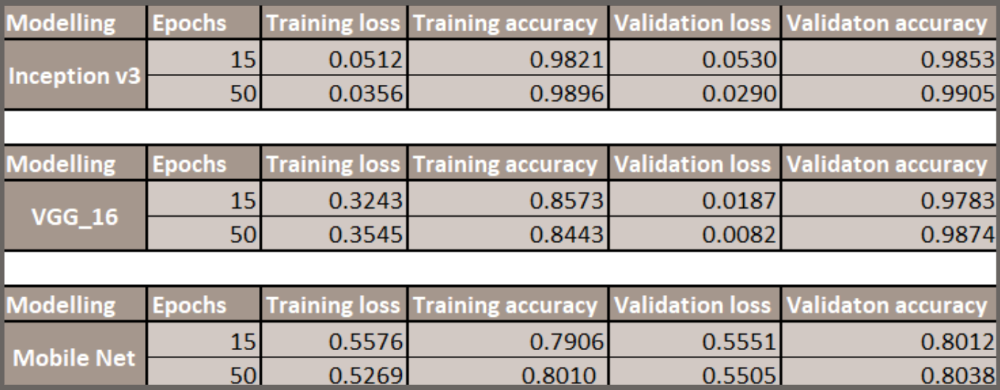 Modelling Epochs Training loss Training accuracy Validation loss Validaton accuracy
Inception v3 15 0.0512 0.9821 0.0530 0.9853
50 0.0356 0.9896 0.0290 0.9905
Modelling Epochs Training loss Training accuracy Validation loss Validaton accuracy
VGG_16 15 0.3243 0.8573 0.0187 0.9783
50 0.3545 0.8443 0.0082 0.9874
Modelling Epochs Training loss Training accuracy Validation loss Validaton accuracy
Mobile Net 15 0.5576 0.7906 0.5551 0.8012
50 0.5269 0.8010 0.5505 0.8038